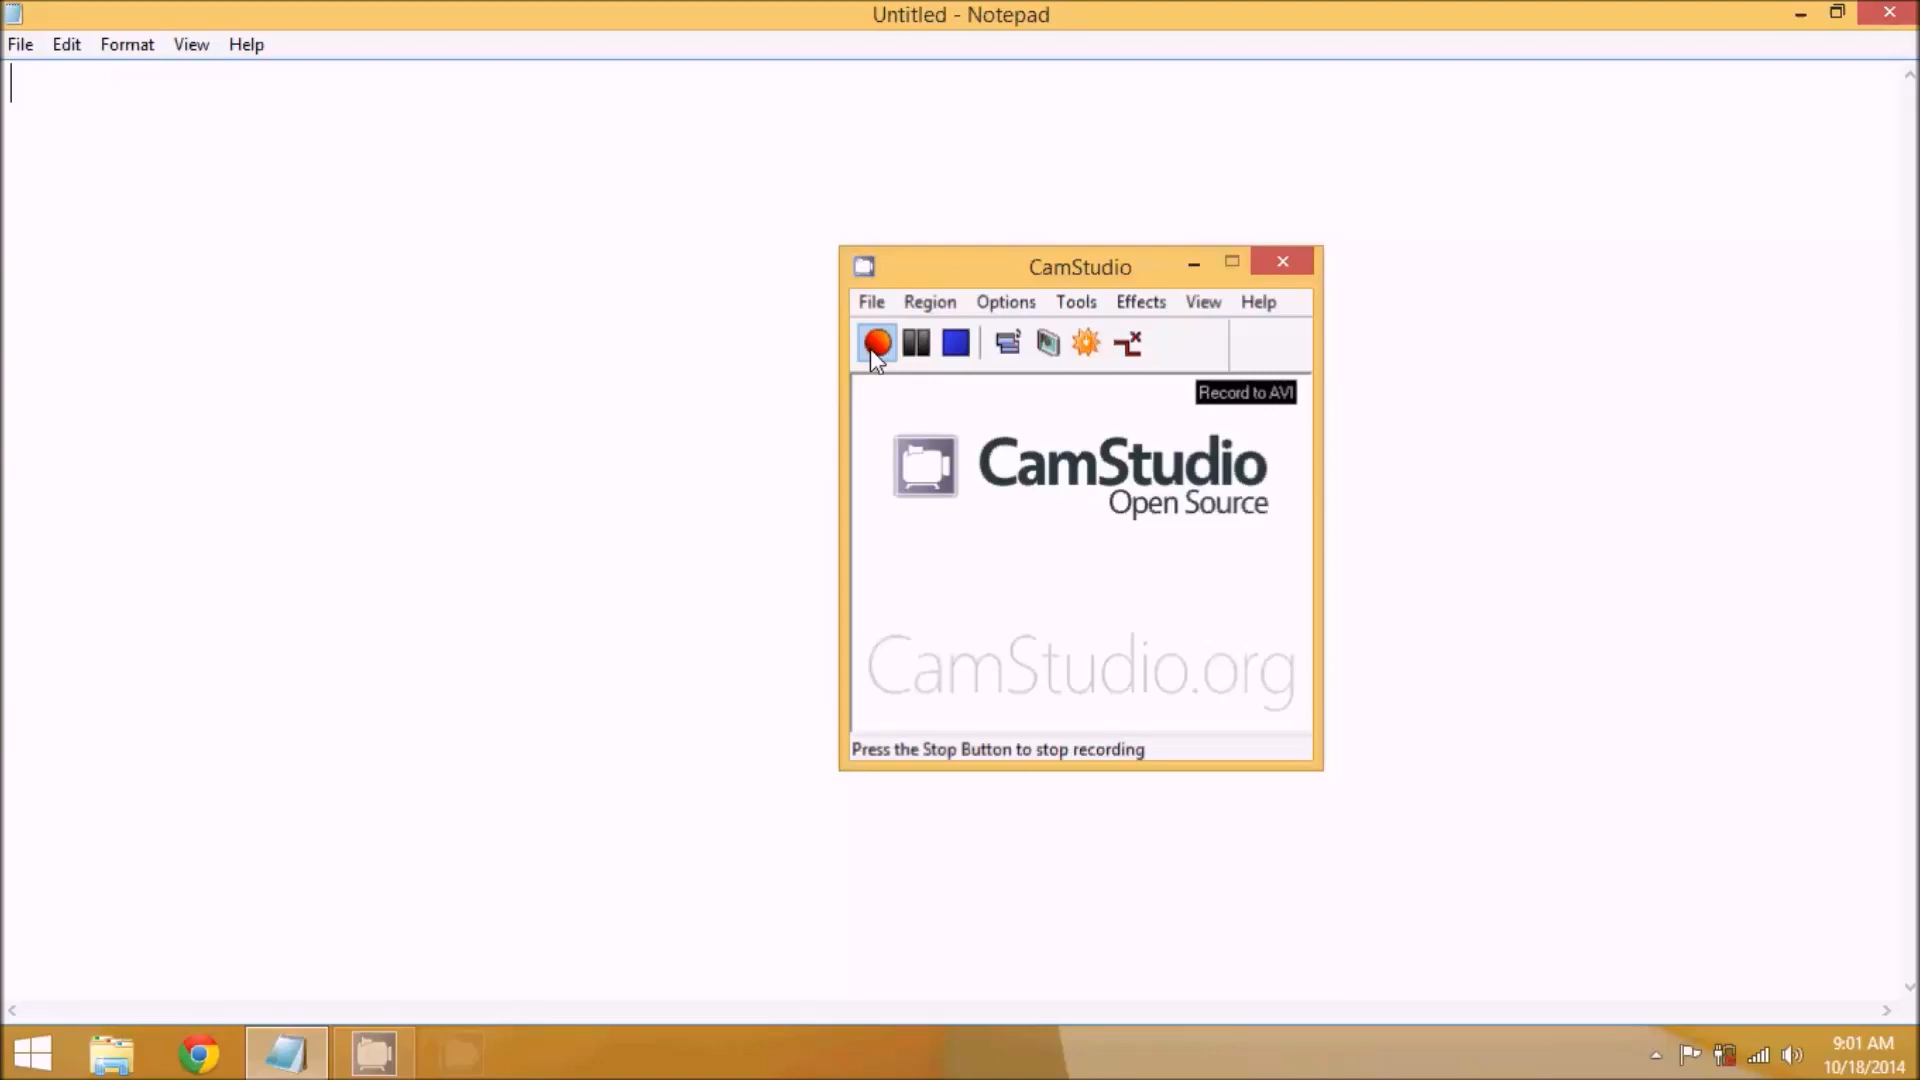 Untitled - Notepad
File Edit Format View Help
CamStudio
File Region Options Tools Effects View Help
Record to AVI
CamStudio
Open Source
CamStudio.org
Press the Stop Button to stop recording
9:01 AM
10/18/2014